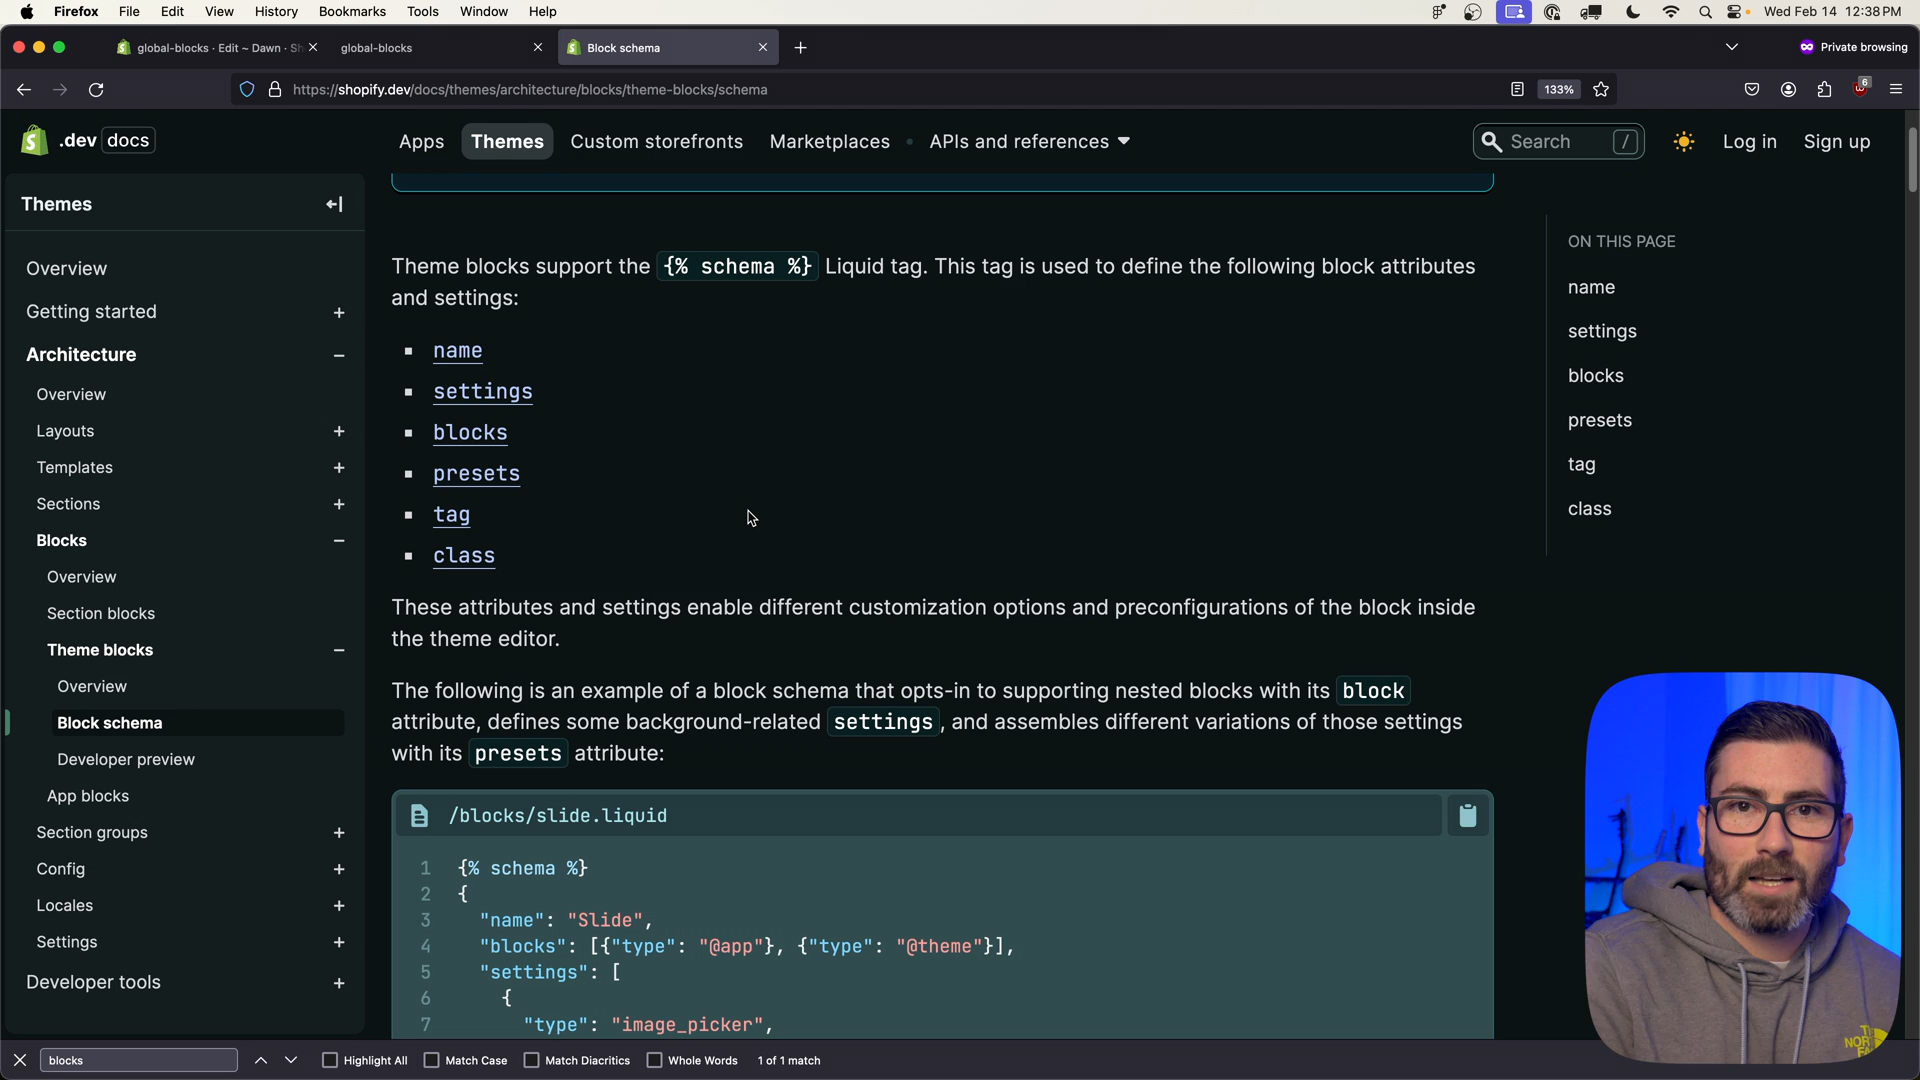 Firefox File Edit View History Bookmarks Tools Window Help
Wed Feb 14 12:38 PM
global-blocks · Edit ~ Dawn · Sh
global-blocks
Block schema
Private browsing
https://shopify.dev/docs/themes/architecture/blocks/theme-blocks/schema
133%
6
.dev docs
Apps Themes Custom storefronts Marketplaces APIs and references
Search /
Log in Sign up
Themes
Overview
Getting started
Architecture
Overview
Layouts
Templates
Sections
Blocks
Overview
Section blocks
Theme blocks
Overview
Block schema
Developer preview
App blocks
Section groups
Config
Locales
Settings
Developer tools
Theme blocks support the {% schema %} Liquid tag. This tag is used to define the following block attributes
and settings:
name
settings
blocks
presets
tag
class
These attributes and settings enable different customization options and preconfigurations of the block inside
the theme editor.
The following is an example of a block schema that opts-in to supporting nested blocks with its block
attribute, defines some background-related settings, and assembles different variations of those settings
with its presets attribute:
/blocks/slide.liquid
1 {% schema %}
2 {
3 "name": "Slide",
4 "blocks": [{"type": "@app"}, {"type": "@theme"}],
5 "settings": [
6 {
7 "type": "image_picker",
ON THIS PAGE
name
settings
blocks
presets
tag
class
blocks
Highlight All Match Case Match Diacritics Whole Words 1 of 1 match